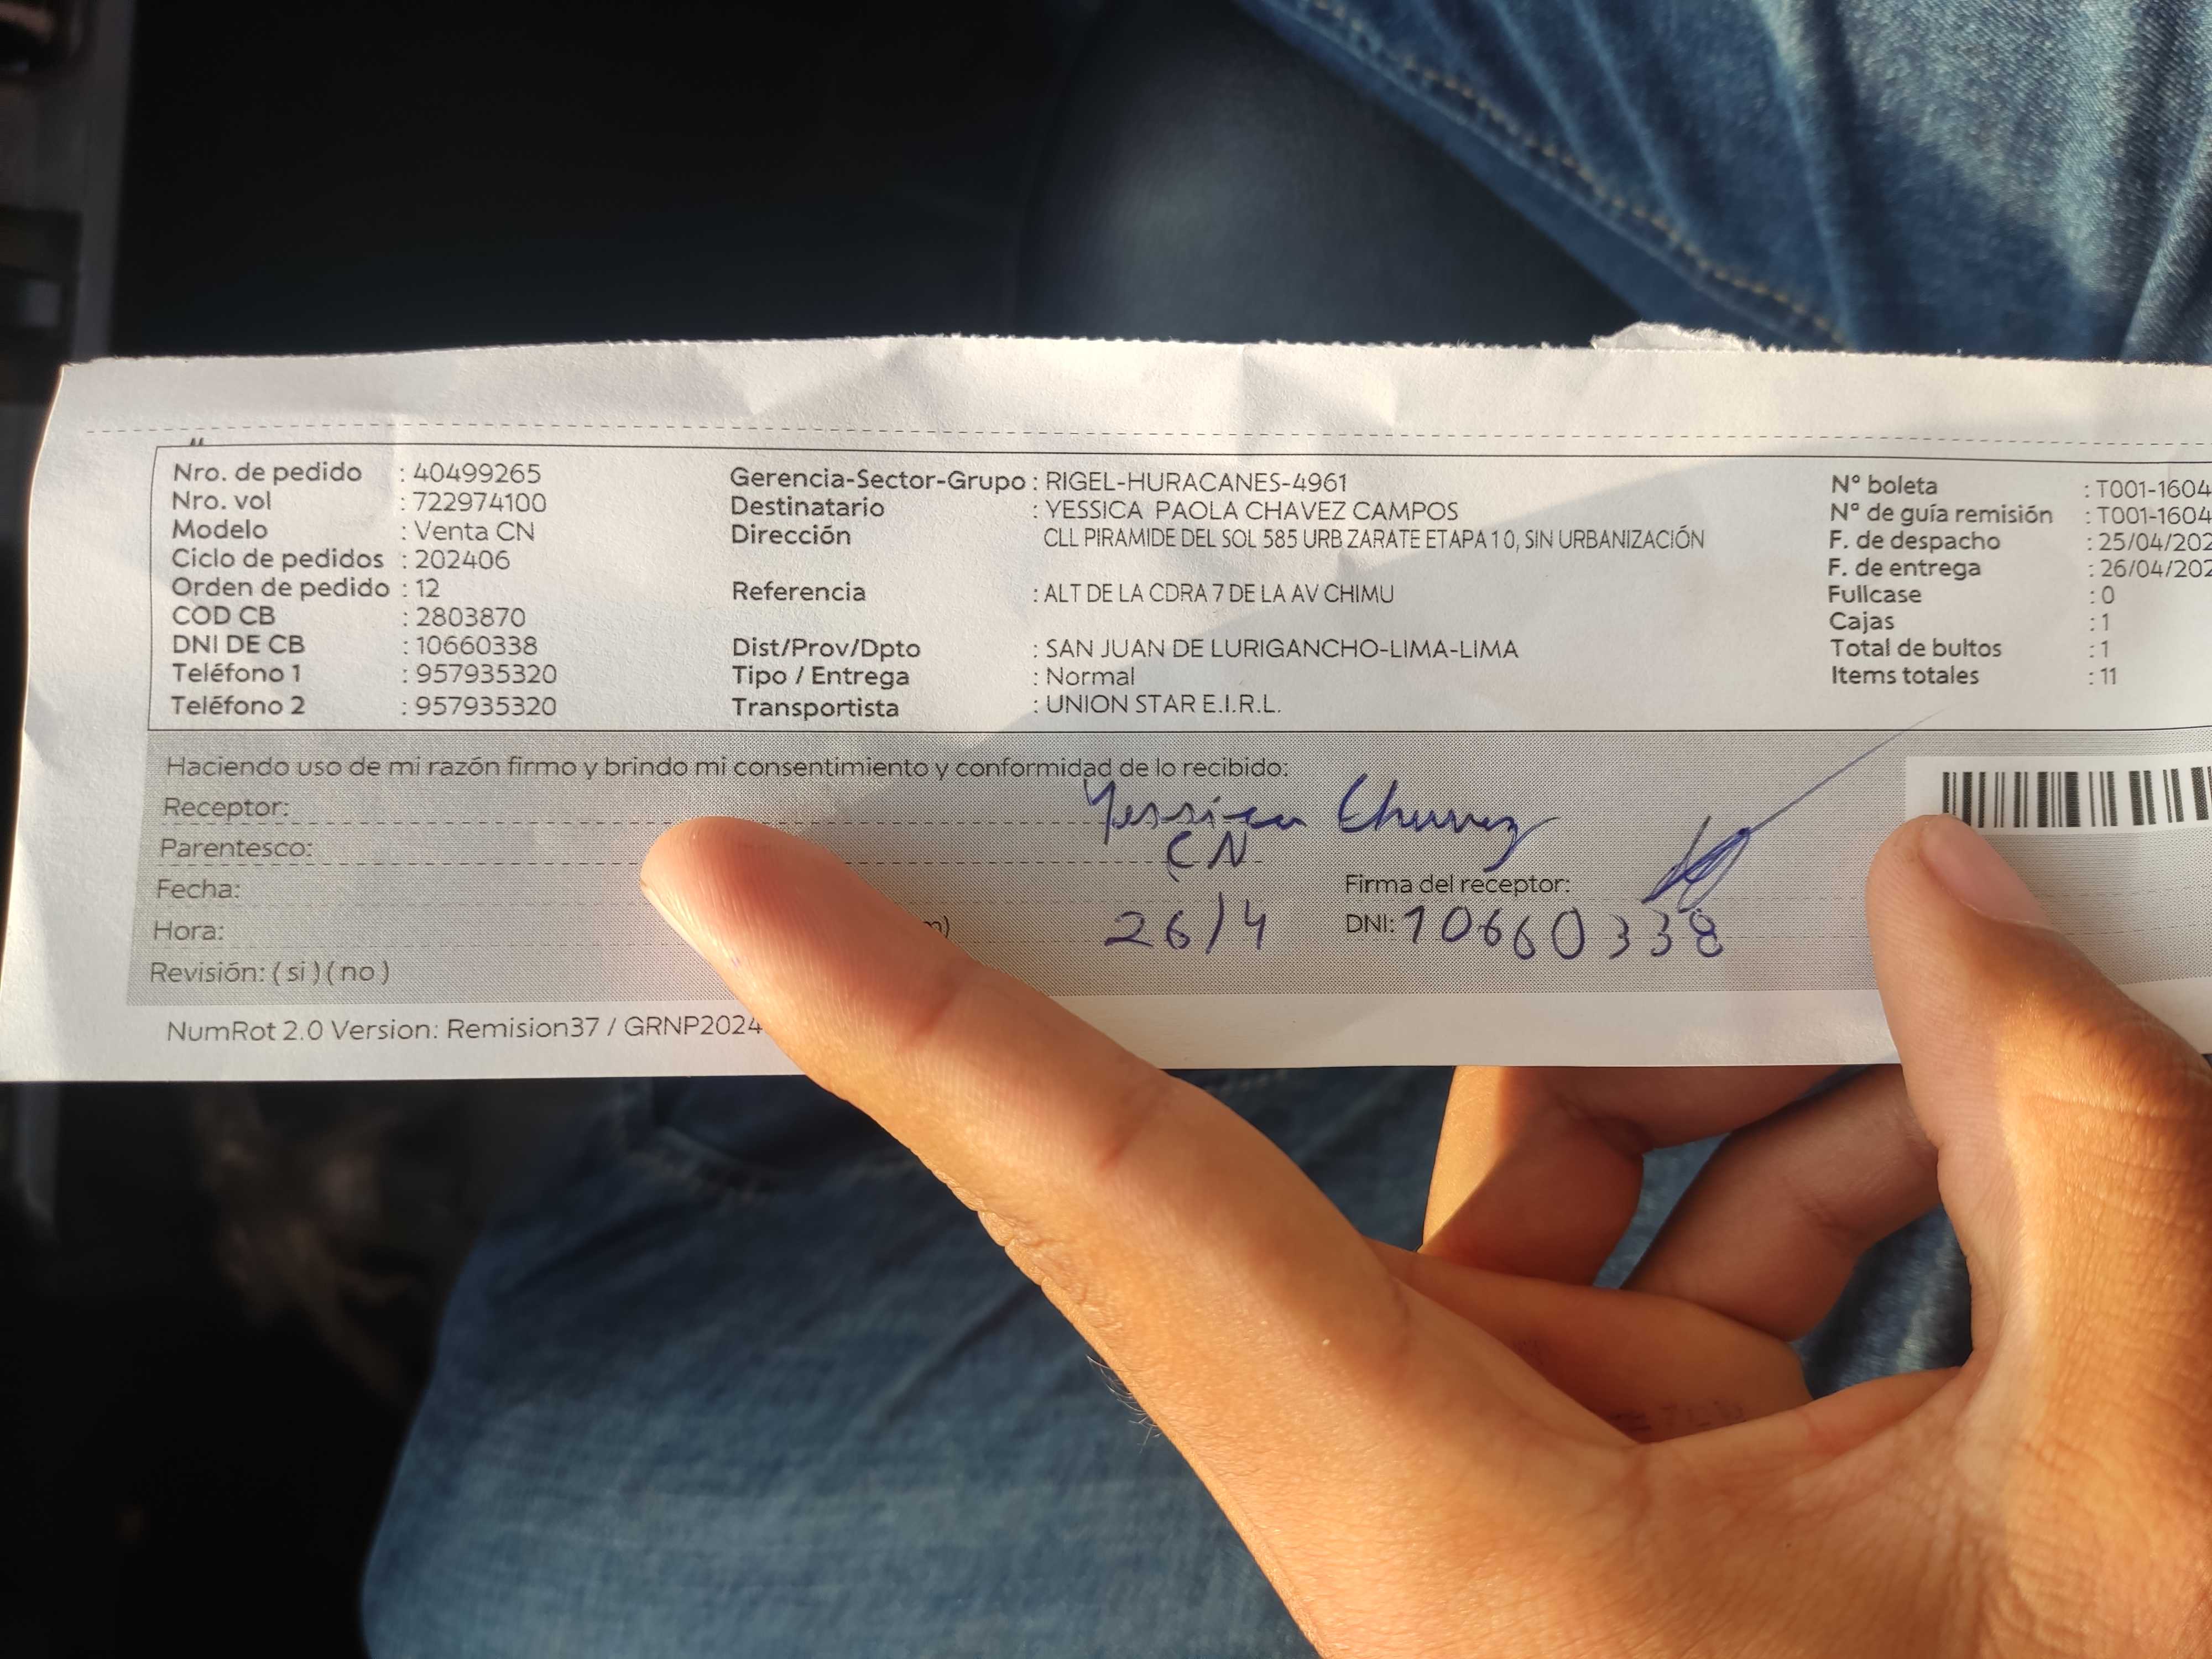 Nro. de pedido : 40499265
Nro. vol : 722974100
Modelo : Venta CN
Ciclo de pedidos : 202406
Orden de pedido : 12
COD CB : 2803870
DNI DE CB : 10660338
Teléfono 1 : 957935320
Teléfono 2 : 957935320
Gerencia-Sector-Grupo : RIGEL-HURACANES-4961
Destinatario : YESSICA PAOLA CHAVEZ CAMPOS
Dirección CLL PIRAMIDE DEL SOL 585 URB ZARATE ETAPA 1 0, SIN URBANIZACIÓN
Referencia : ALT DE LA CDRA 7 DE LA AV CHIMU
Dist/Prov/Dpto : SAN JUAN DE LURIGANCHO-LIMA-LIMA
Tipo / Entrega : Normal
Transportista : UNION STAR E.I.R.L.
N° boleta : T001-1604
N° de guía remisión : T001-1604
F. de despacho : 25/04/202
F. de entrega : 26/04/202
Fullcase : 0
Cajas : 1
Total de bultos : 1
Items totales : 11
Haciendo uso de mi razón firmo y brindo mi consentimiento y conformidad de lo recibido:
Receptor: Yessica Chavez
Parentesco: CN
Fecha: 26/4
Firma del receptor:
Hora: m)
DNI: 10660338
Revisión: ( si ) ( no )
NumRot 2.0 Version: Remision37 / GRNP2024